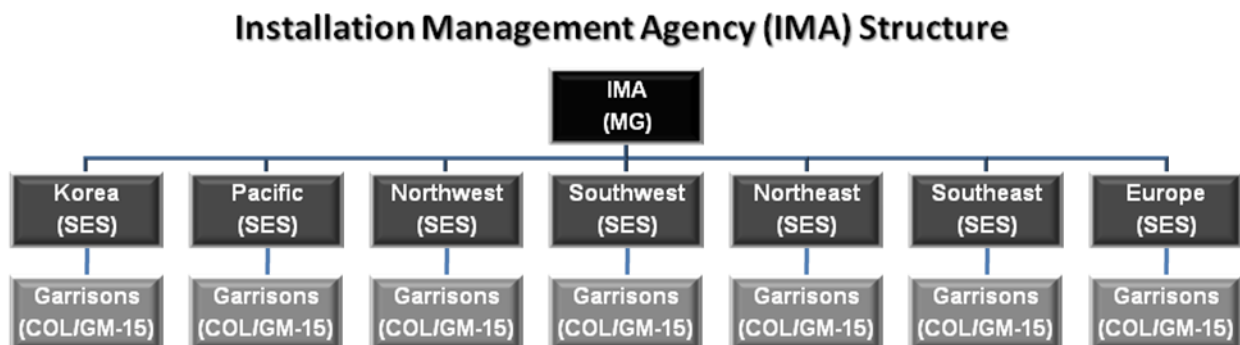 Installation Management Agency (IMA) Structure
IMA
(MG)
Korea
(SES)
Pacific
(SES)
Northwest
(SES)
Southwest
(SES)
Northeast
(SES)
Southeast
(SES)
Europe
(SES)
Garrisons
(COL/GM-15)
Garrisons
(COL/GM-15)
Garrisons
(COL/GM-15)
Garrisons
(COL/GM-15)
Garrisons
(COL/GM-15)
Garrisons
(COL/GM-15)
Garrisons
(COL/GM-15)